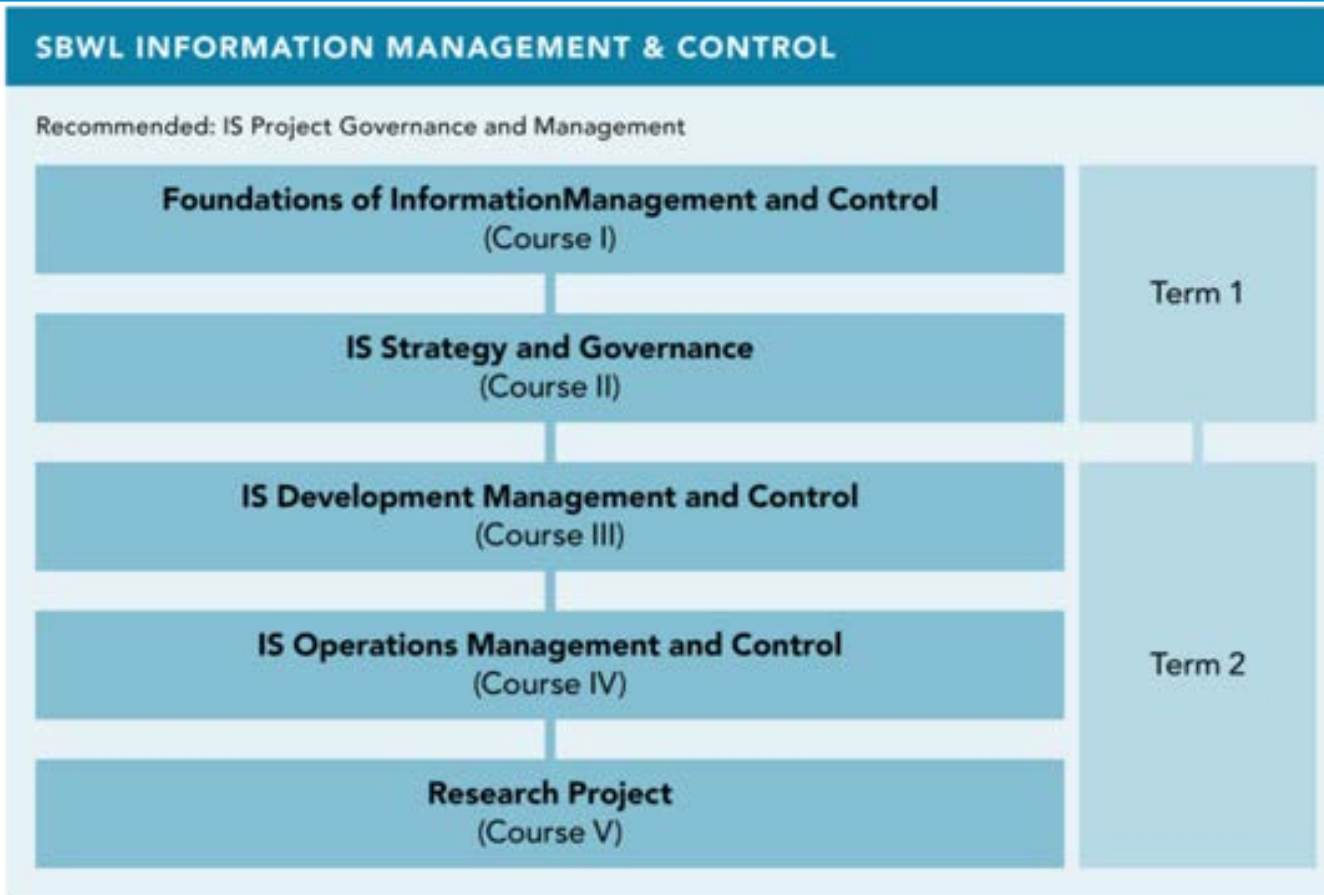 SBWL INFORMATION MANAGEMENT & CONTROL
Recommended: IS Project Governance and Management
Foundations of InformationManagement and Control
(Course I)
Term 1
IS Strategy and Governance
(Course II)
IS Development Management and Control
(Course III)
IS Operations Management and Control
(Course IV)
Term 2
Research Project
(Course V)